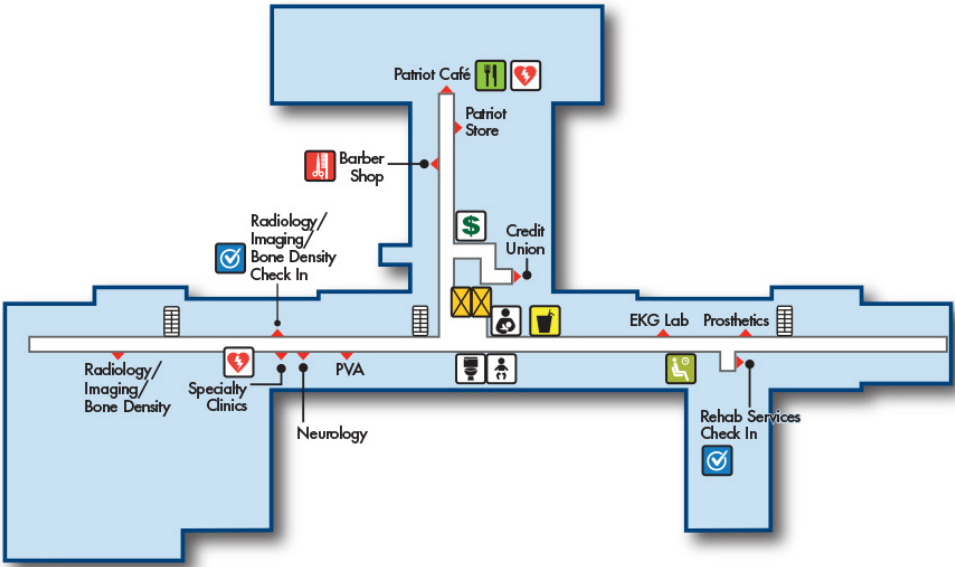 Patriot Café
Patriot
Store
Barber
Shop
$
Credit
Union
Radiology/
Imaging/
Bone Density
Check In
EKG Lab
Prosthetics
Radiology/
Imaging/
Bone Density
Specialty
Clinics
PVA
Neurology
Rehab Services
Check In